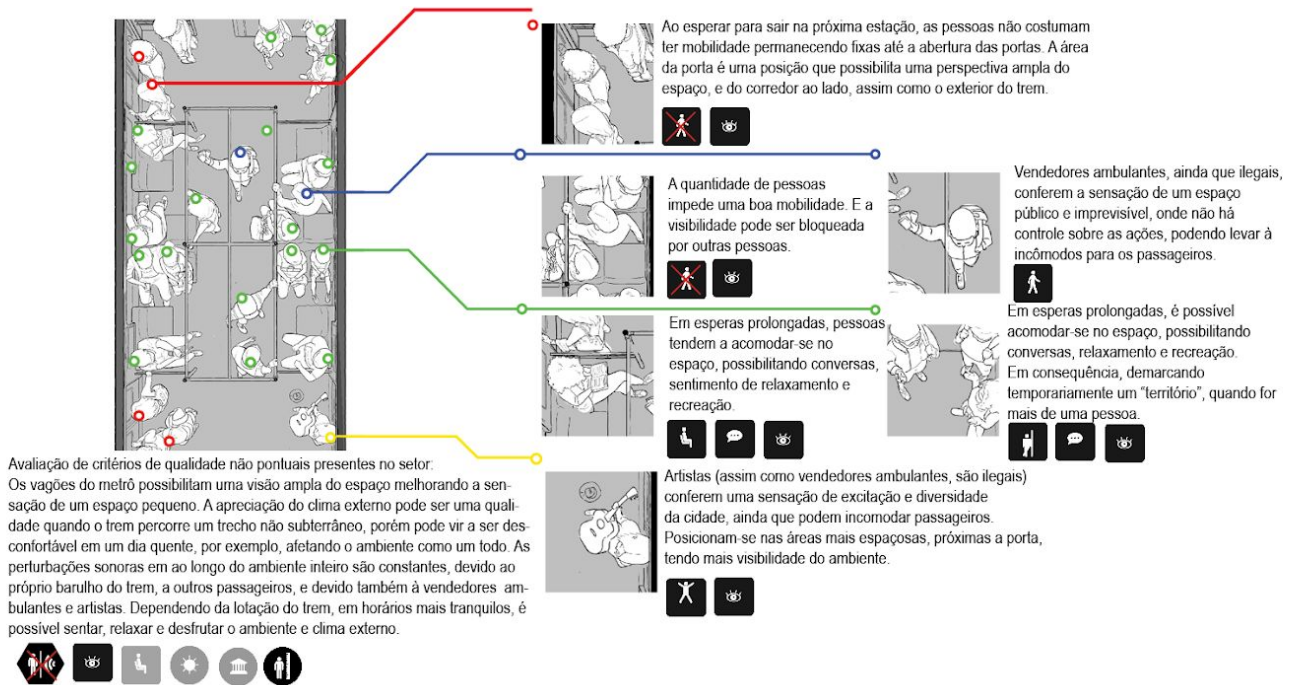 Ao esperar para sair na próxima estação, as pessoas não costumam
ter mobilidade permanecendo fixas até a abertura das portas. A área
da porta é uma posição que possibilita uma perspectiva ampla do
espaço, e do corredor ao lado, assim como o exterior do trem.
A quantidade de pessoas
impede uma boa mobilidade. E a
visibilidade pode ser bloqueada
por outras pessoas.
Vendedores ambulantes, ainda que ilegais,
conferem a sensação de um espaço
público e imprevisível, onde não há
controle sobre as ações, podendo levar à
incômodos para os passageiros.
Em esperas prolongadas, pessoas
tendem a acomodar-se no
espaço, possibilitando conversas,
sentimento de relaxamento e
recreação.
Em esperas prolongadas, é possível
acomodar-se no espaço, possibilitando
conversas, relaxamento e recreação.
Em consequência, demarcando
temporariamente um “território”, quando for
mais de uma pessoa.
Artistas (assim como vendedores ambulantes, são ilegais)
conferem uma sensação de excitação e diversidade
da cidade, ainda que podem incomodar passageiros.
Posicionam-se nas áreas mais espaçosas, próximas a porta,
tendo mais visibilidade do ambiente.
Avaliação de critérios de qualidade não pontuais presentes no setor:
Os vagões do metrô possibilitam uma visão ampla do espaço melhorando a sen-
sação de um espaço pequeno. A apreciação do clima externo pode ser uma quali-
dade quando o trem percorre um trecho não subterrâneo, porém pode vir a ser des-
confortável em um dia quente, por exemplo, afetando o ambiente como um todo. As
perturbações sonoras em ao longo do ambiente inteiro são constantes, devido ao
próprio barulho do trem, a outros passageiros, e devido também à vendedores am-
bulantes e artistas. Dependendo da lotação do trem, em horários mais tranquilos, é
possível sentar, relaxar e desfrutar o ambiente e clima externo.